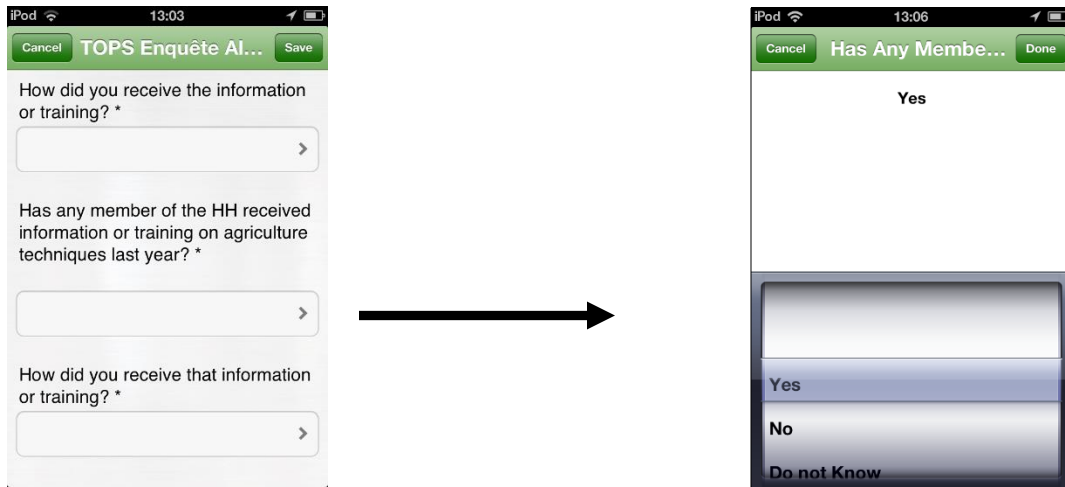 iPod 13:03
Cancel TOPS Enquête Al... Save
How did you receive the information
or training? *
Has any member of the HH received
information or training on agriculture
techniques last year? *
How did you receive that information
or training? *
iPod 13:06
Cancel Has Any Membe... Done
Yes
Yes
No
Do not Know